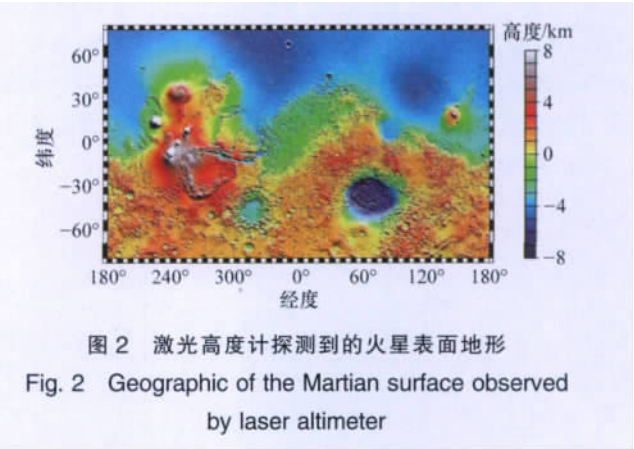 高度/km
8
4
0
−4
−8
纬度
60°
30°
0°
−30°
−60°
180° 240° 300° 0° 60° 120° 180°
经度
图 2 激光高度计探测到的火星表面地形
Fig. 2 Geographic of the Martian surface observed
by laser altimeter